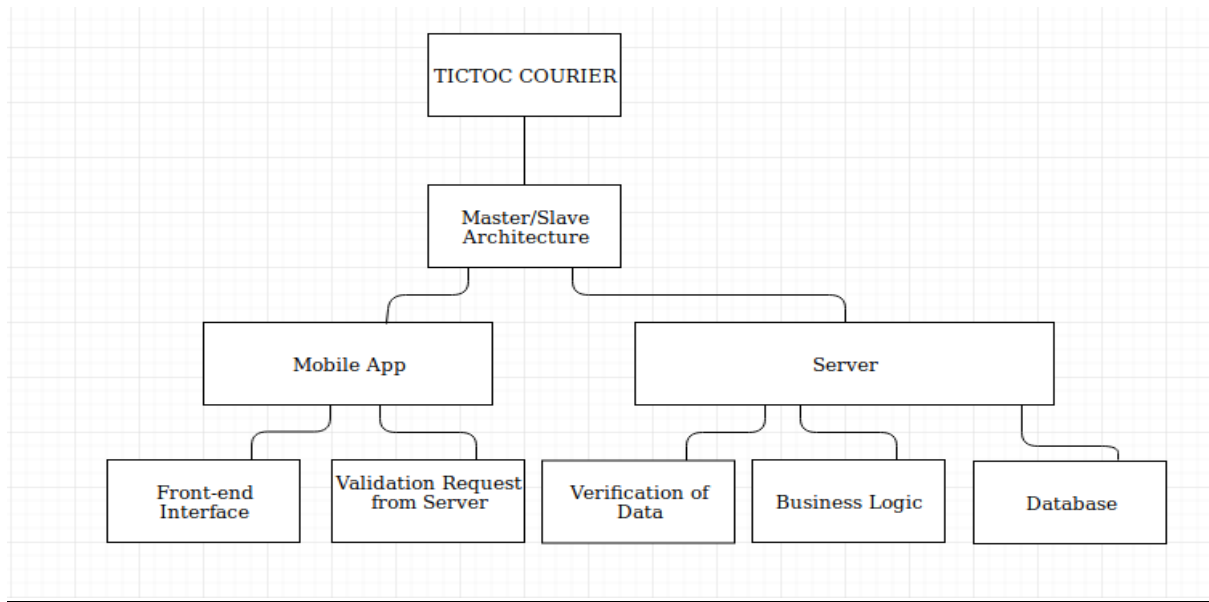 TICTOC COURIER
Master/Slave
Architecture
Mobile App
Server
Front-end
Interface
Validation Request
from Server
Verification of
Data
Business Logic
Database